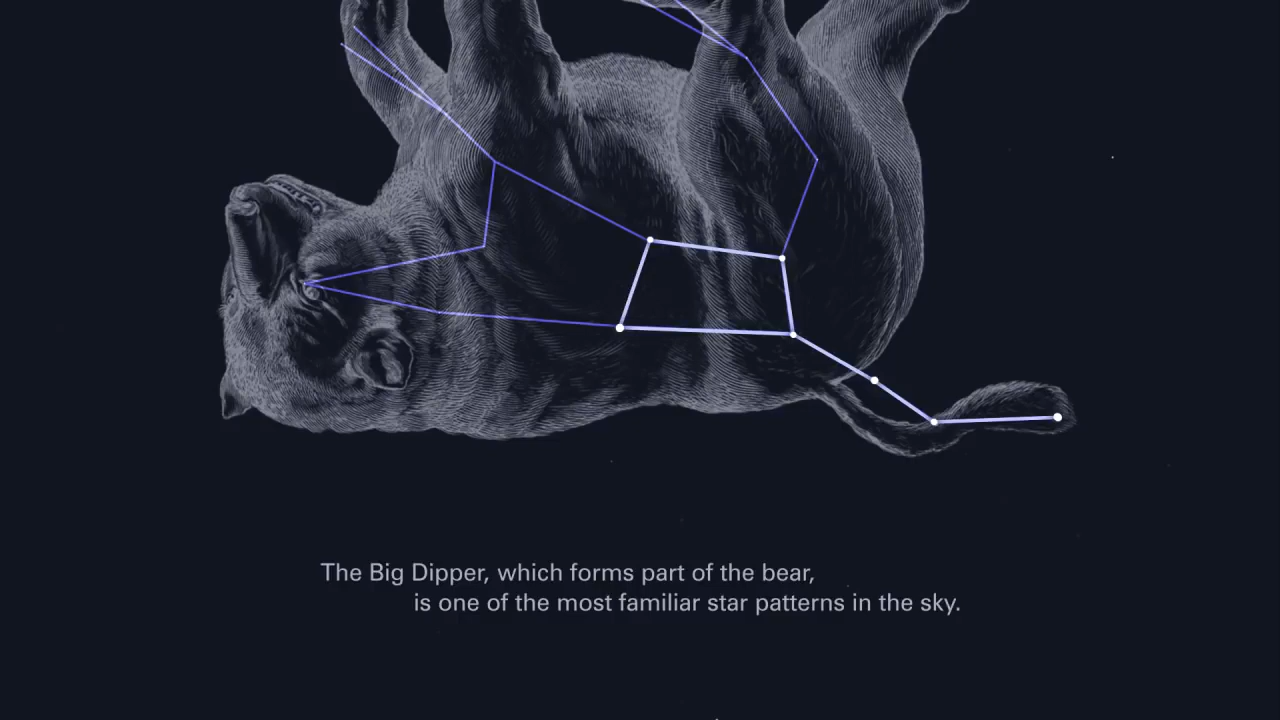 The Big Dipper, which forms part of the bear,
is one of the most familiar star patterns in the sky.